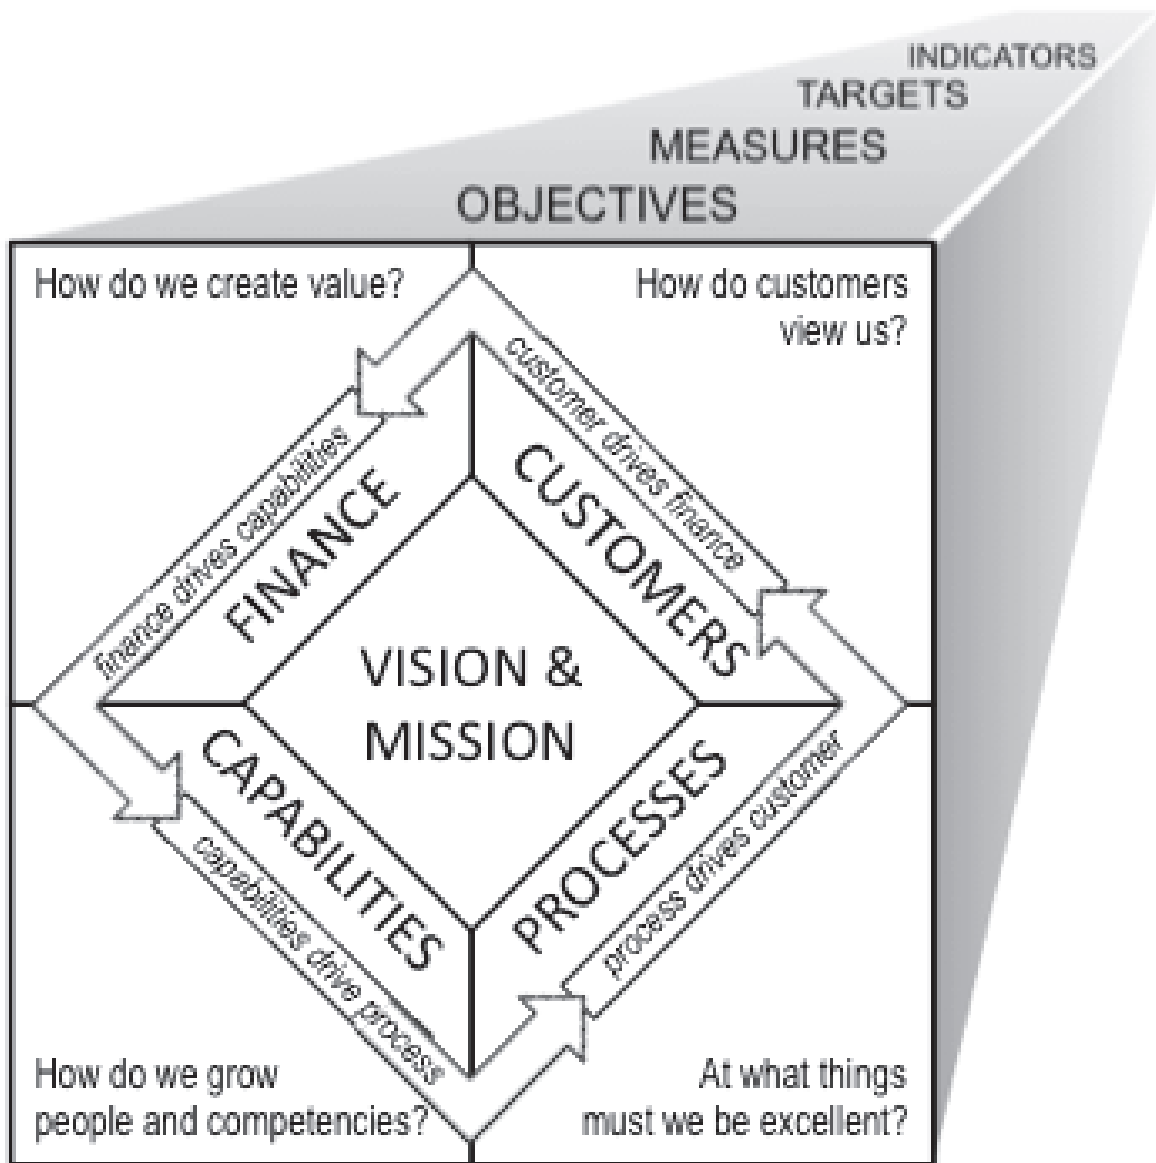 INDICATORS
TARGETS
MEASURES
OBJECTIVES
How do we create value?
How do customers
view us?
customer drives finance
finance drives capabilities
FINANCE
CUSTOMERS
VISION &
MISSION
CAPABILITIES
PROCESSES
capabilities drive process
process drives customer
How do we grow
people and competencies?
At what things
must we be excellent?